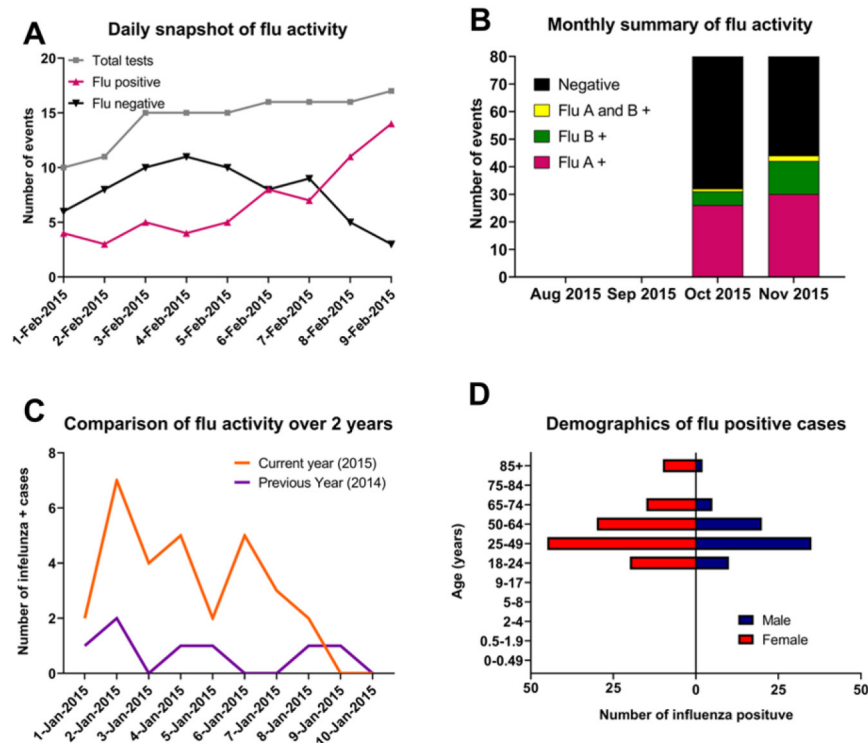 A
Daily snapshot of flu activity
Number of events
20
15
10
5
0
Total tests
Flu positive
Flu negative
1-Feb-2015
2-Feb-2015
3-Feb-2015
4-Feb-2015
5-Feb-2015
6-Feb-2015
7-Feb-2015
8-Feb-2015
9-Feb-2015
B
Monthly summary of flu activity
Number of events
80
70
60
50
40
30
20
10
0
Negative
Flu A and B +
Flu B +
Flu A +
Aug 2015 Sep 2015 Oct 2015 Nov 2015
C
Comparison of flu activity over 2 years
Number of infelunza + cases
8
6
4
2
0
Current year (2015)
Previous Year (2014)
1-Jan-2015
2-Jan-2015
3-Jan-2015
4-Jan-2015
5-Jan-2015
6-Jan-2015
7-Jan-2015
8-Jan-2015
9-Jan-2015
10-Jan-2015
D
Demographics of flu positive cases
Age (years)
85+
75-84
65-74
50-64
25-49
18-24
9-17
5-8
2-4
0.5-1.9
0-0.49
Male
Female
50 25 0 25 50
Number of influenza posituve